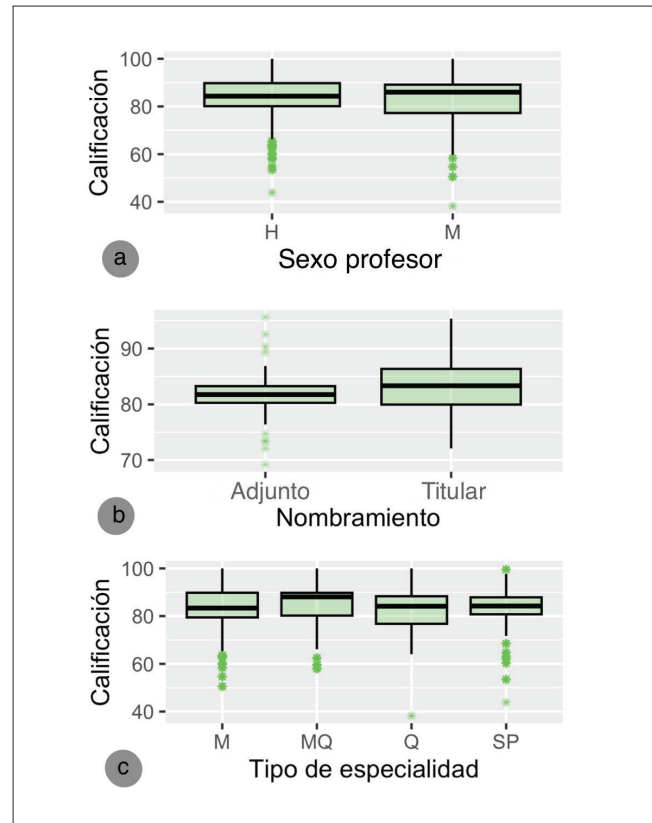 100
80
60
40
Calificación
H M
a Sexo profesor
90
80
70
Calificación
Adjunto Titular
b Nombramiento
100
80
60
40
Calificación
M MQ Q SP
c Tipo de especialidad